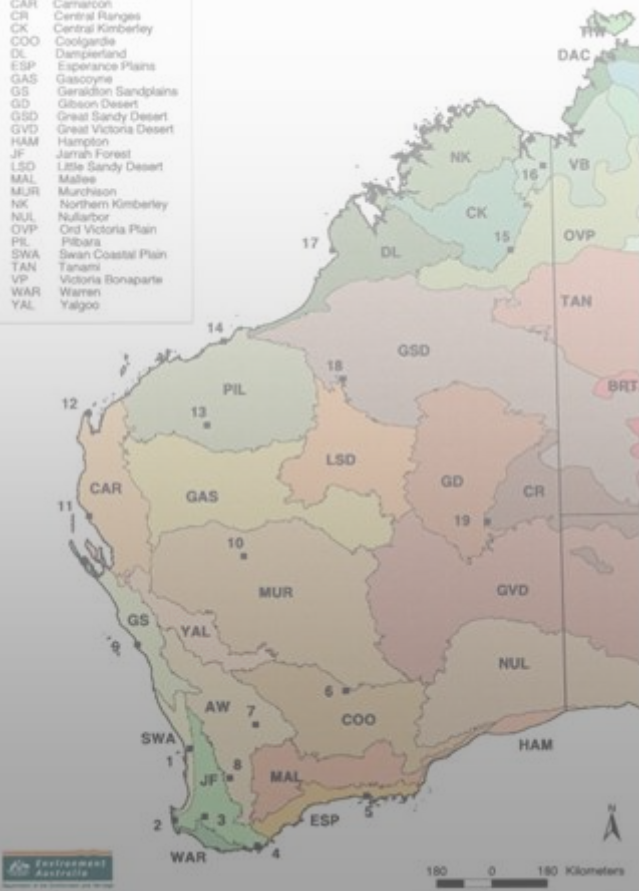 CAR Carnarvon
CR Central Ranges
CK Central Kimberley
COO Coolgardie
DL Dampierland
ESP Esperance Plains
GAS Gascoyne
GS Geraldton Sandplains
GD Gibson Desert
GSD Great Sandy Desert
GVD Great Victoria Desert
HAM Hampton
JF Jarrah Forest
LSD Little Sandy Desert
MAL Mallee
MUR Murchison
NK Northern Kimberley
NUL Nullarbor
OVP Ord Victoria Plain
PIL Pilbara
SWA Swan Coastal Plain
TAN Tanami
VP Victoria Bonaparte
WAR Warren
YAL Yalgoo
TIW
DAC
NK
16
VB
CK
17
15
OVP
DL
TAN
14
GSD
18
PIL
BRT
12
13
LSD
CAR
GAS
GD
CR
11
19
10
MUR
GVD
GS
YAL
9
NUL
6
AW
7
COO
SWA
1
HAM
8
JF
MAL
2
3
5
ESP
N
WAR
4
Environment
Australia
180 0 180 Kilometers